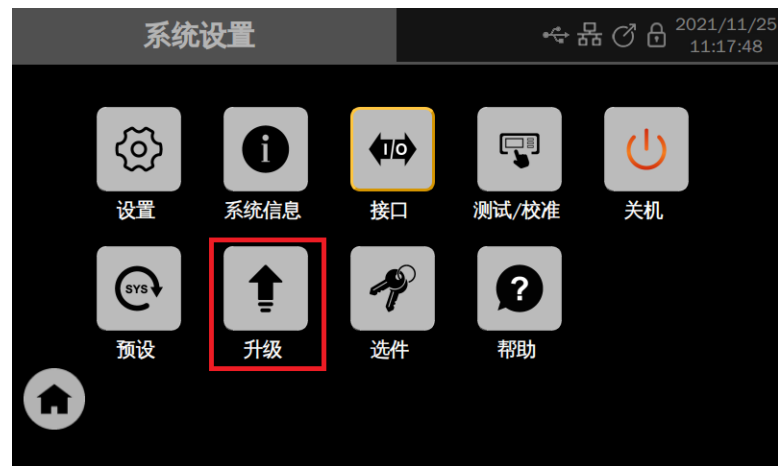 系统设置
2021/11/25
11:17:48
I/O
设置 系统信息 接口 测试/校准 关机
SYS
?
预设 升级 选件 帮助